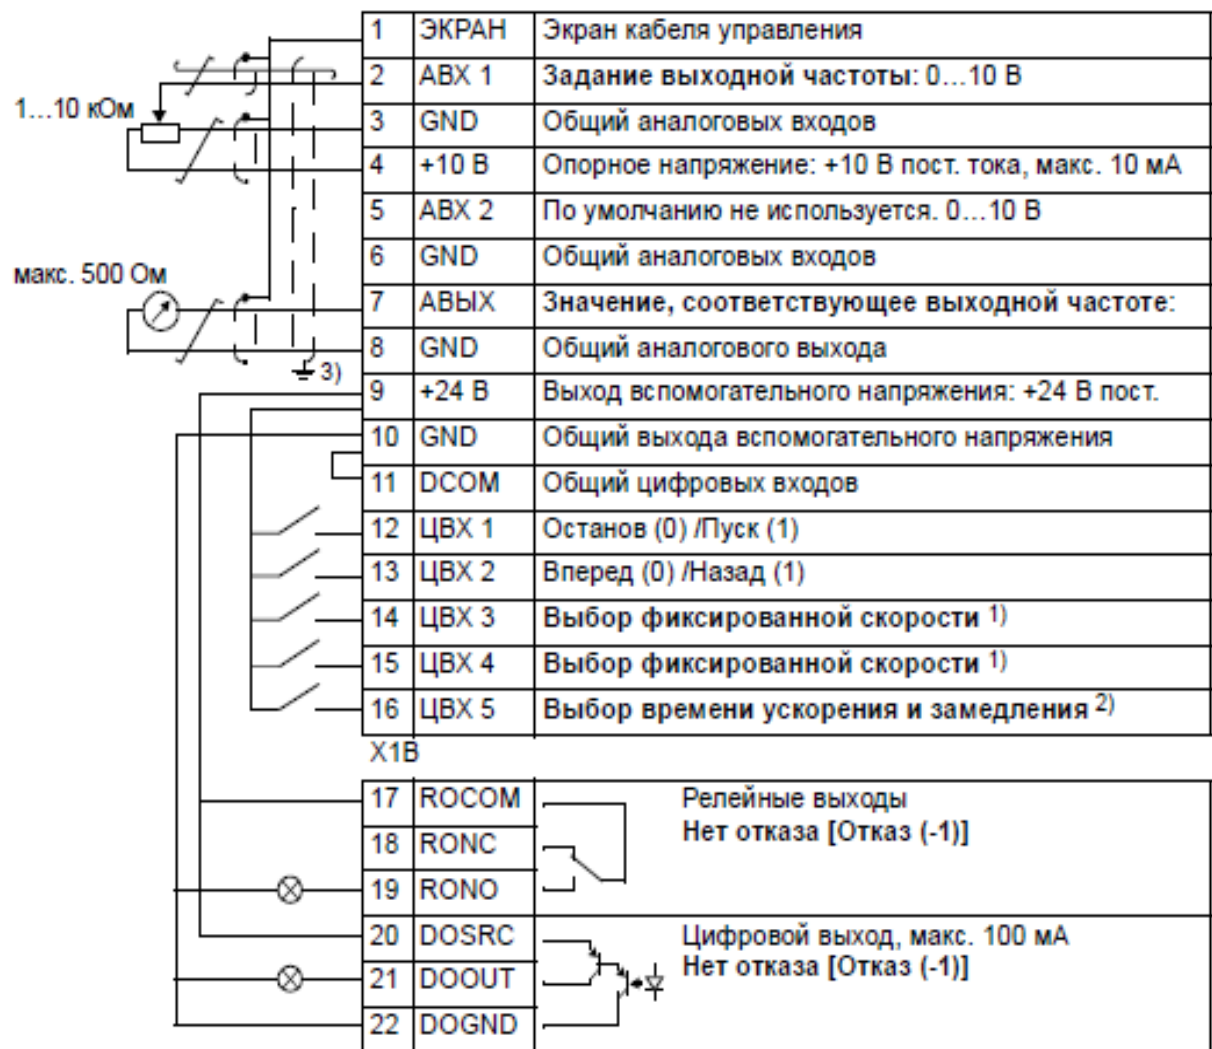 1 ЭКРАН Экран кабеля управления
2 АВХ 1 Задание выходной частоты: 0...10 В
1...10 кОм
3 GND Общий аналоговых входов
4 +10 В Опорное напряжение: +10 В пост. тока, макс. 10 мА
5 АВХ 2 По умолчанию не используется. 0...10 В
6 GND Общий аналоговых входов
макс. 500 Ом
7 АВЫХ Значение, соответствующее выходной частоте:
8 GND Общий аналогового выхода
3)
9 +24 В Выход вспомогательного напряжения: +24 В пост.
10 GND Общий выхода вспомогательного напряжения
11 DCOM Общий цифровых входов
12 ЦВХ 1 Останов (0) /Пуск (1)
13 ЦВХ 2 Вперед (0) /Назад (1)
14 ЦВХ 3 Выбор фиксированной скорости 1)
15 ЦВХ 4 Выбор фиксированной скорости 1)
16 ЦВХ 5 Выбор времени ускорения и замедления 2)
X1B
17 ROCOM Релейные выходы
Нет отказа [Отказ (-1)]
18 RONC
19 RONO
20 DOSRC Цифровой выход, макс. 100 мА
Нет отказа [Отказ (-1)]
21 DOOUT
22 DOGND